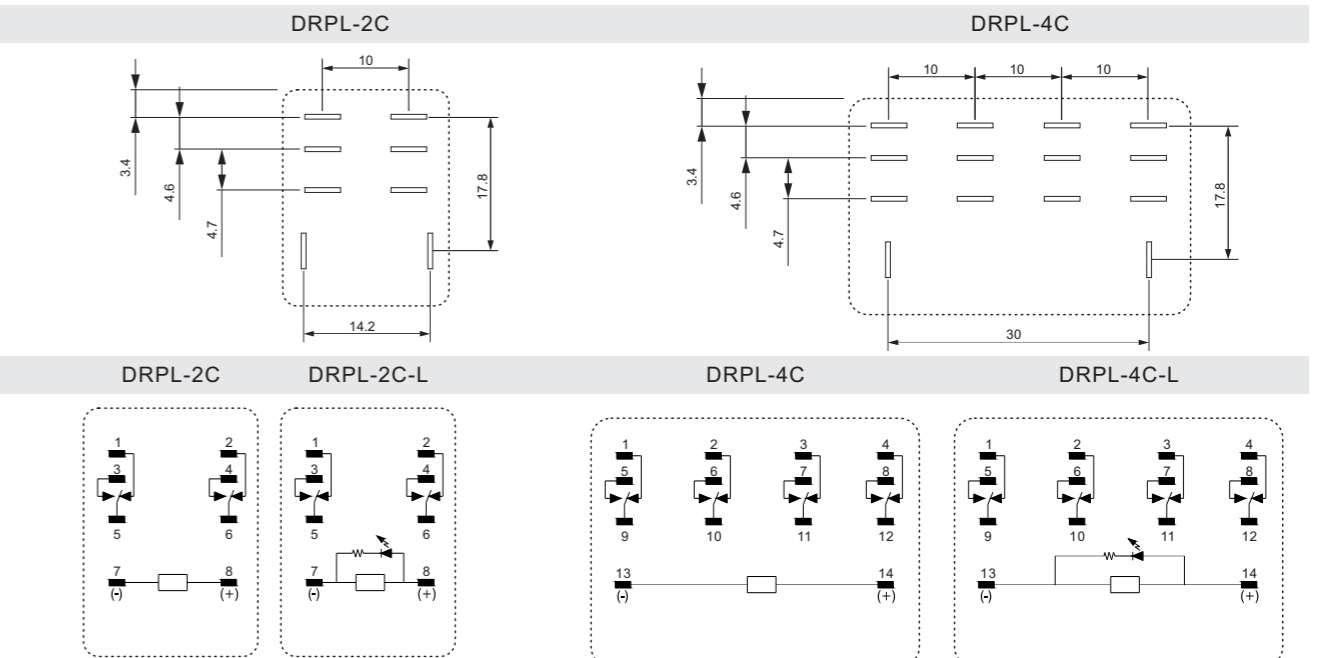 DRPL-2C DRPL-4C
10 10 10 10
3.4 4.6 4.7 17.8 3.4 4.6 4.7 17.8
14.2 30
DRPL-2C DRPL-2C-L DRPL-4C DRPL-4C-L
1 2 1 2 1 2 3 4 1 2 3 4
3 4 3 4 5 6 7 8 5 6 7 8
5 6 5 6 9 10 11 12 9 10 11 12
7 8 7 8 13 14 13 14
(-) (+) (-) (+) (-) (+) (-) (+)